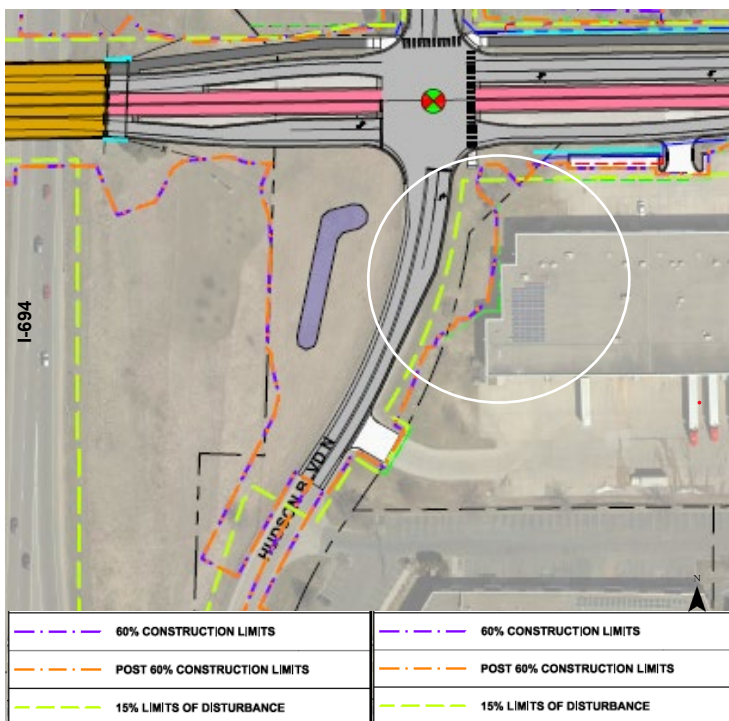 I-694
HUDSON BLVD N
N
60% CONSTRUCTION LIMITS
POST 60% CONSTRUCTION LIMITS
15% LIMITS OF DISTURBANCE
60% CONSTRUCTION LIMITS
POST 60% CONSTRUCTION LIMITS
15% LIMITS OF DISTURBANCE